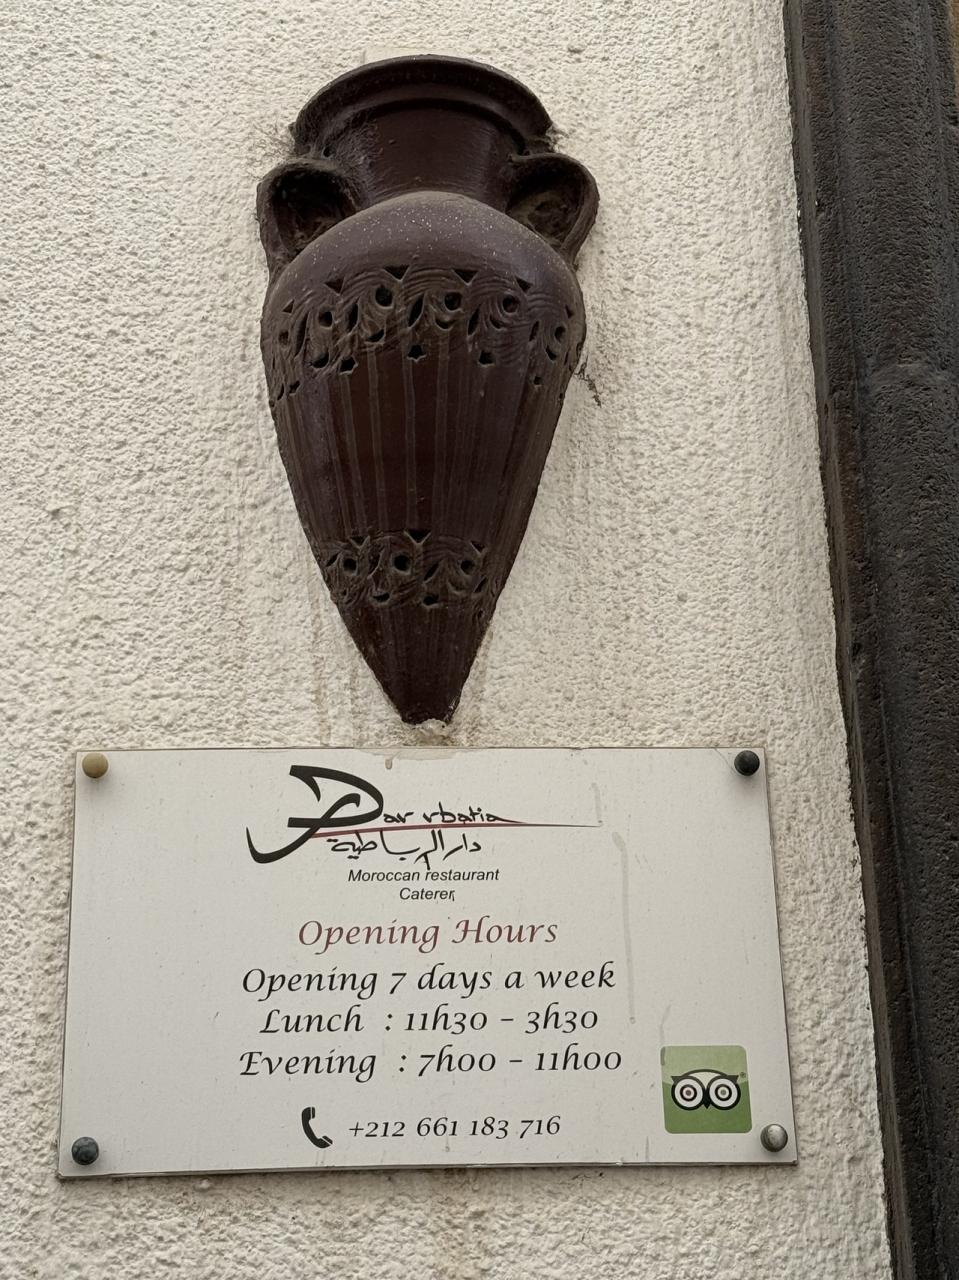 Dar rbatia
دار الرباطية
Moroccan restaurant
Caterer
Opening Hours
Opening 7 days a week
Lunch : 11h30 - 3h30
Evening : 7h00 - 11h00
+212 661 183 716